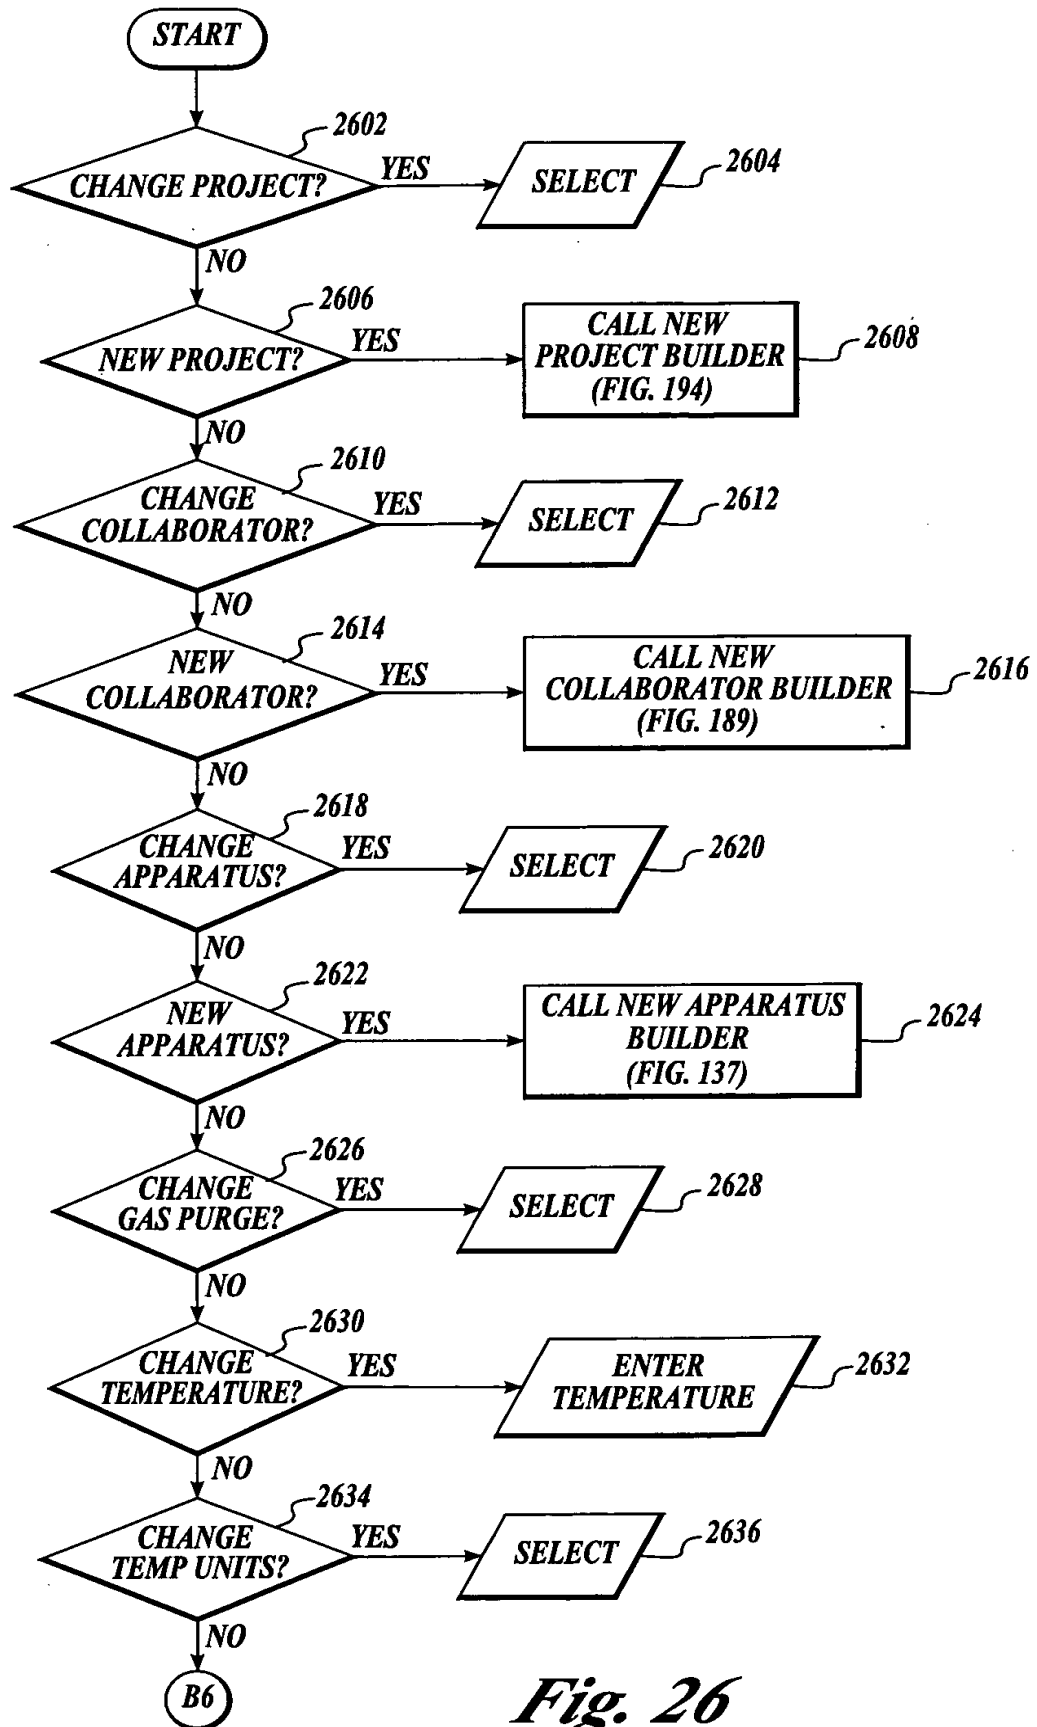 START
2602
CHANGE PROJECT?
YES
SELECT
2604
NO
2606
NEW PROJECT?
YES
CALL NEW
PROJECT BUILDER
(FIG. 194)
2608
NO
2610
CHANGE
COLLABORATOR?
YES
SELECT
2612
NO
2614
NEW
COLLABORATOR?
YES
CALL NEW
COLLABORATOR BUILDER
(FIG. 189)
2616
NO
2618
CHANGE
APPARATUS?
YES
SELECT
2620
NO
2622
NEW
APPARATUS?
YES
CALL NEW APPARATUS
BUILDER
(FIG. 137)
2624
NO
2626
CHANGE
GAS PURGE?
YES
SELECT
2628
NO
2630
CHANGE
TEMPERATURE?
YES
ENTER
TEMPERATURE
2632
NO
2634
CHANGE
TEMP UNITS?
YES
SELECT
2636
NO
B6
Fig. 26